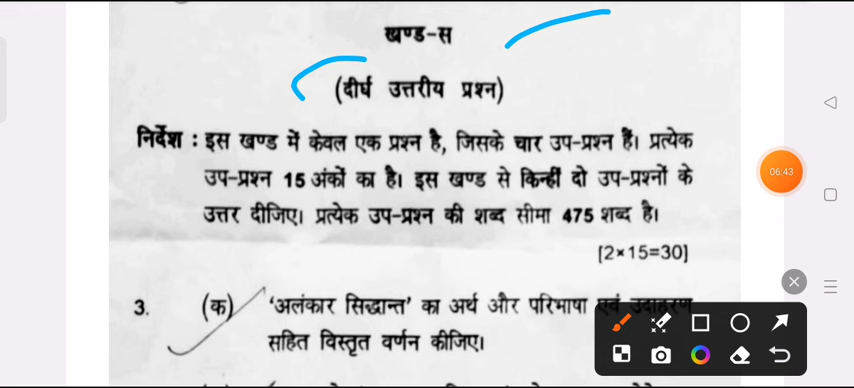 खण्ड-स
(दीर्घ उत्तरीय प्रश्न)
निर्देश : इस खण्ड में केवल एक प्रश्न है, जिसके चार उप-प्रश्न हैं। प्रत्येक
उप-प्रश्न 15 अंकों का है। इस खण्ड से किन्हीं दो उप-प्रश्नों के
उत्तर दीजिए। प्रत्येक उप-प्रश्न की शब्द सीमा 475 शब्द है।
[2×15=30]
3. (क) 'अलंकार सिद्धान्त' का अर्थ और परिभाषा एवं उदाहरण
सहित विस्तृत वर्णन कीजिए।
06:43